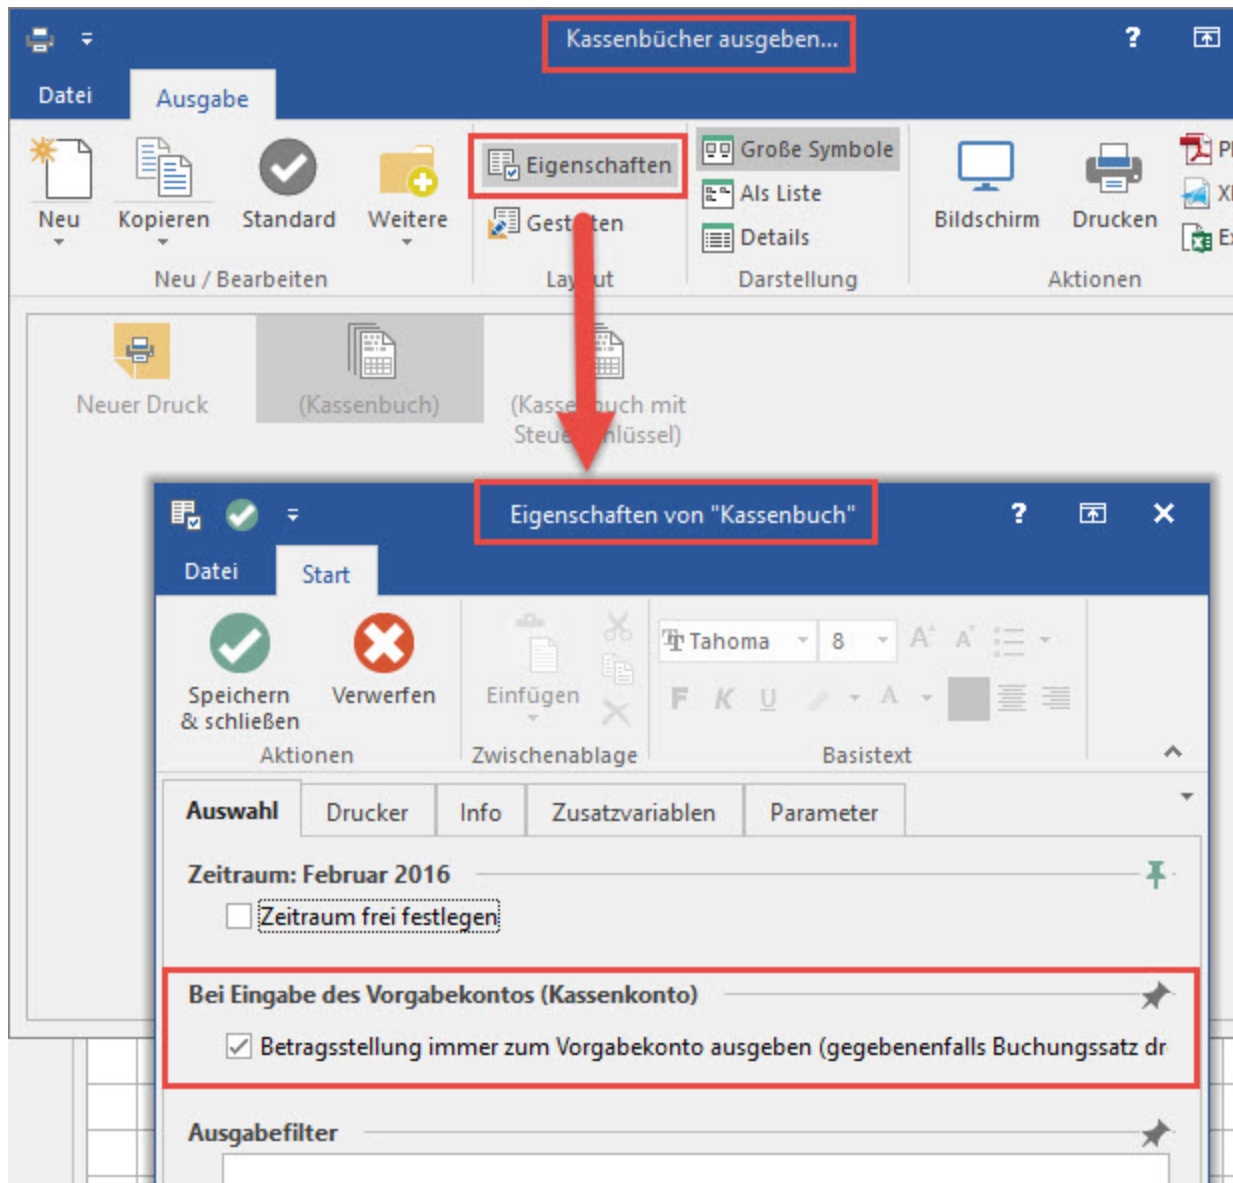 Kassenbücher ausgeben...
?
Datei
Ausgabe
Neu
Kopieren
Standard
Weitere
Neu / Bearbeiten
Eigenschaften
Layout
Große Symbole
Als Liste
Details
Darstellung
Bildschirm
Drucken
Aktionen
Neuer Druck
(Kassenbuch)
mit
Eigenschaften von "Kassenbuch"
?
Datei
Start
Speichern
& schließen
Verwerfen
Aktionen
Einfügen
Zwischenablage
Tahoma
8
A A
F K U A
Basistext
Auswahl
Drucker
Info
Zusatzvariablen
Parameter
Zeitraum: Februar 2016
Zeitraum frei festlegen
Bei Eingabe des Vorgabekontos (Kassenkonto)
Betragsstellung immer zum Vorgabekonto ausgeben (gegebenenfalls Buchungssatz dr
Ausgabefilter